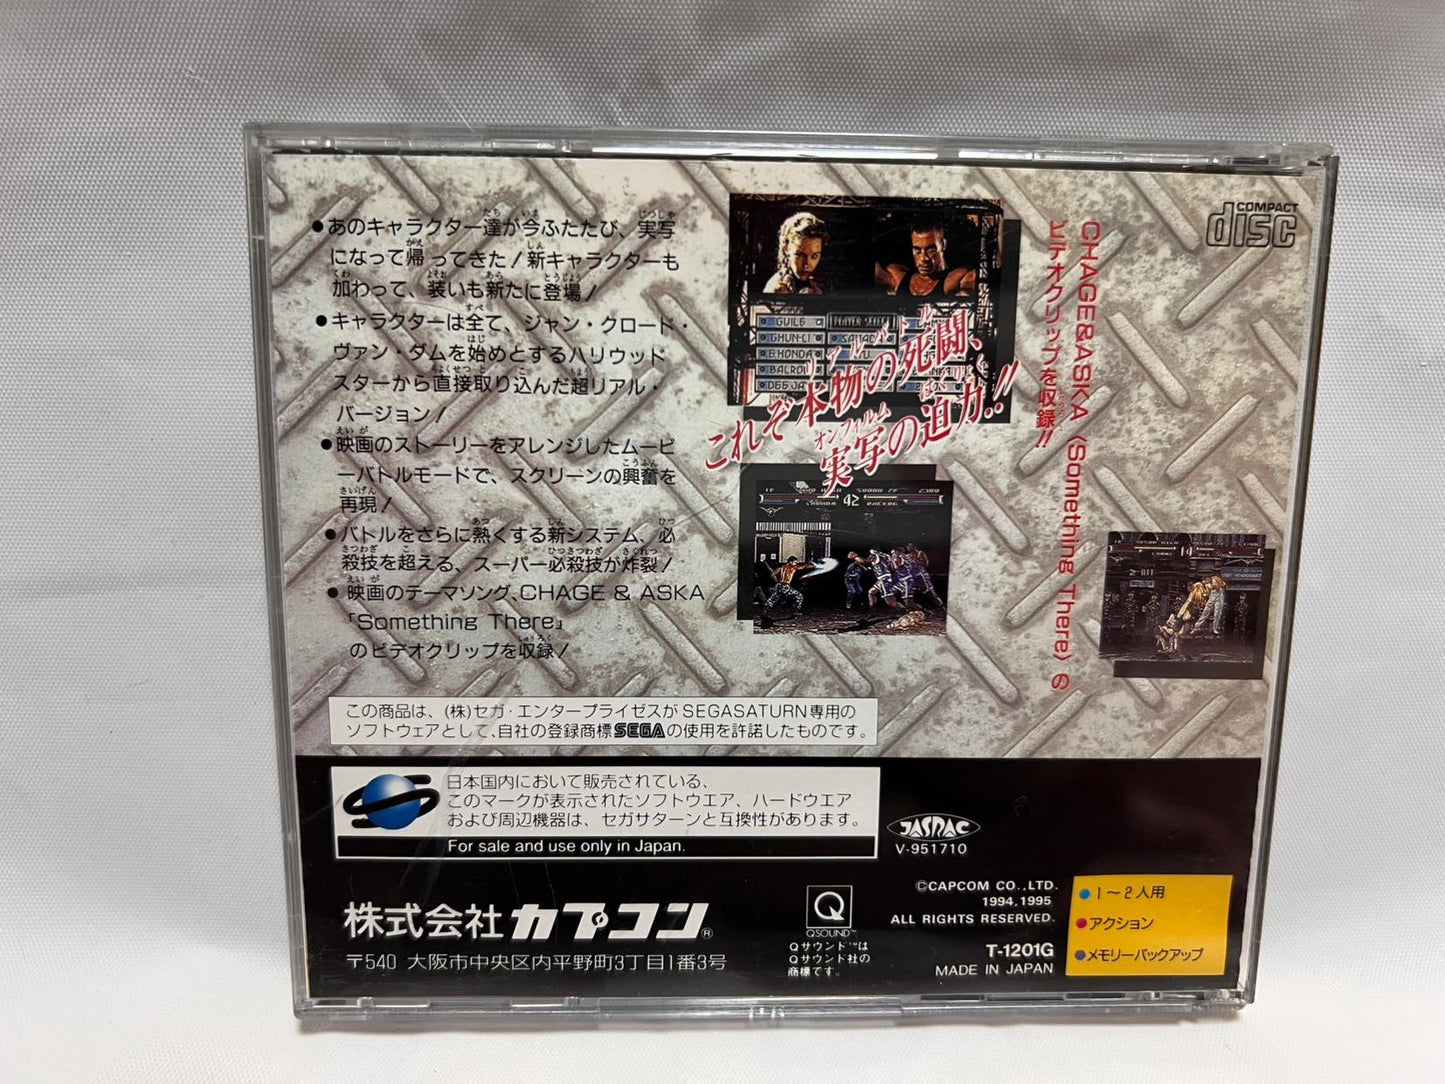 ●あのキャラクター達が今ふたたび、実写
になって帰ってきた!新キャラクターも
加わって、装いも新たに登場!
●キャラクターは全て、ジャン・クロード・
ヴァン・ダムを始めとするハリウッド
スターから直接取り込んだ超リアル・
バージョン!
●映画のストーリーをアレンジしたムービ
ーバトルモードで、スクリーンの興奮を
再現!
●バトルをさらに熱くする新システム、必
殺技を超える、スーパー必殺技が炸裂!
●映画のテーマソング、CHAGE & ASKA
「Something There」
のビデオクリップを収録!
GUILE
PLAYER SELECT
CHUN-LI
E.HONDA
DEEJAY
リアルバトル
これぞ本物の死闘、
オンフィルム
実写の迫力!!
42
14
COMPACT
disc
CHAGE&ASKA〈Something There〉の
ビデオクリップを収録!!
この商品は、(株)セガ・エンタープライゼスがSEGASATURN専用の
ソフトウェアとして、自社の登録商標SEGAの使用を許諾したものです。
日本国内において販売されている、
このマークが表示されたソフトウエア、ハードウエア
および周辺機器は、セガサターンと互換性があります。
For sale and use only in Japan.
JASRAC
V-951710
株式会社カプコン®
〒540 大阪市中央区内平野町3丁目1番3号
Q
QSOUND™
Qサウンド™は
Qサウンド社の
商標です。
©CAPCOM CO.,LTD.
1994,1995
ALL RIGHTS RESERVED.
T-1201G
MADE IN JAPAN
●1〜2人用
●アクション
●メモリーバックアップ